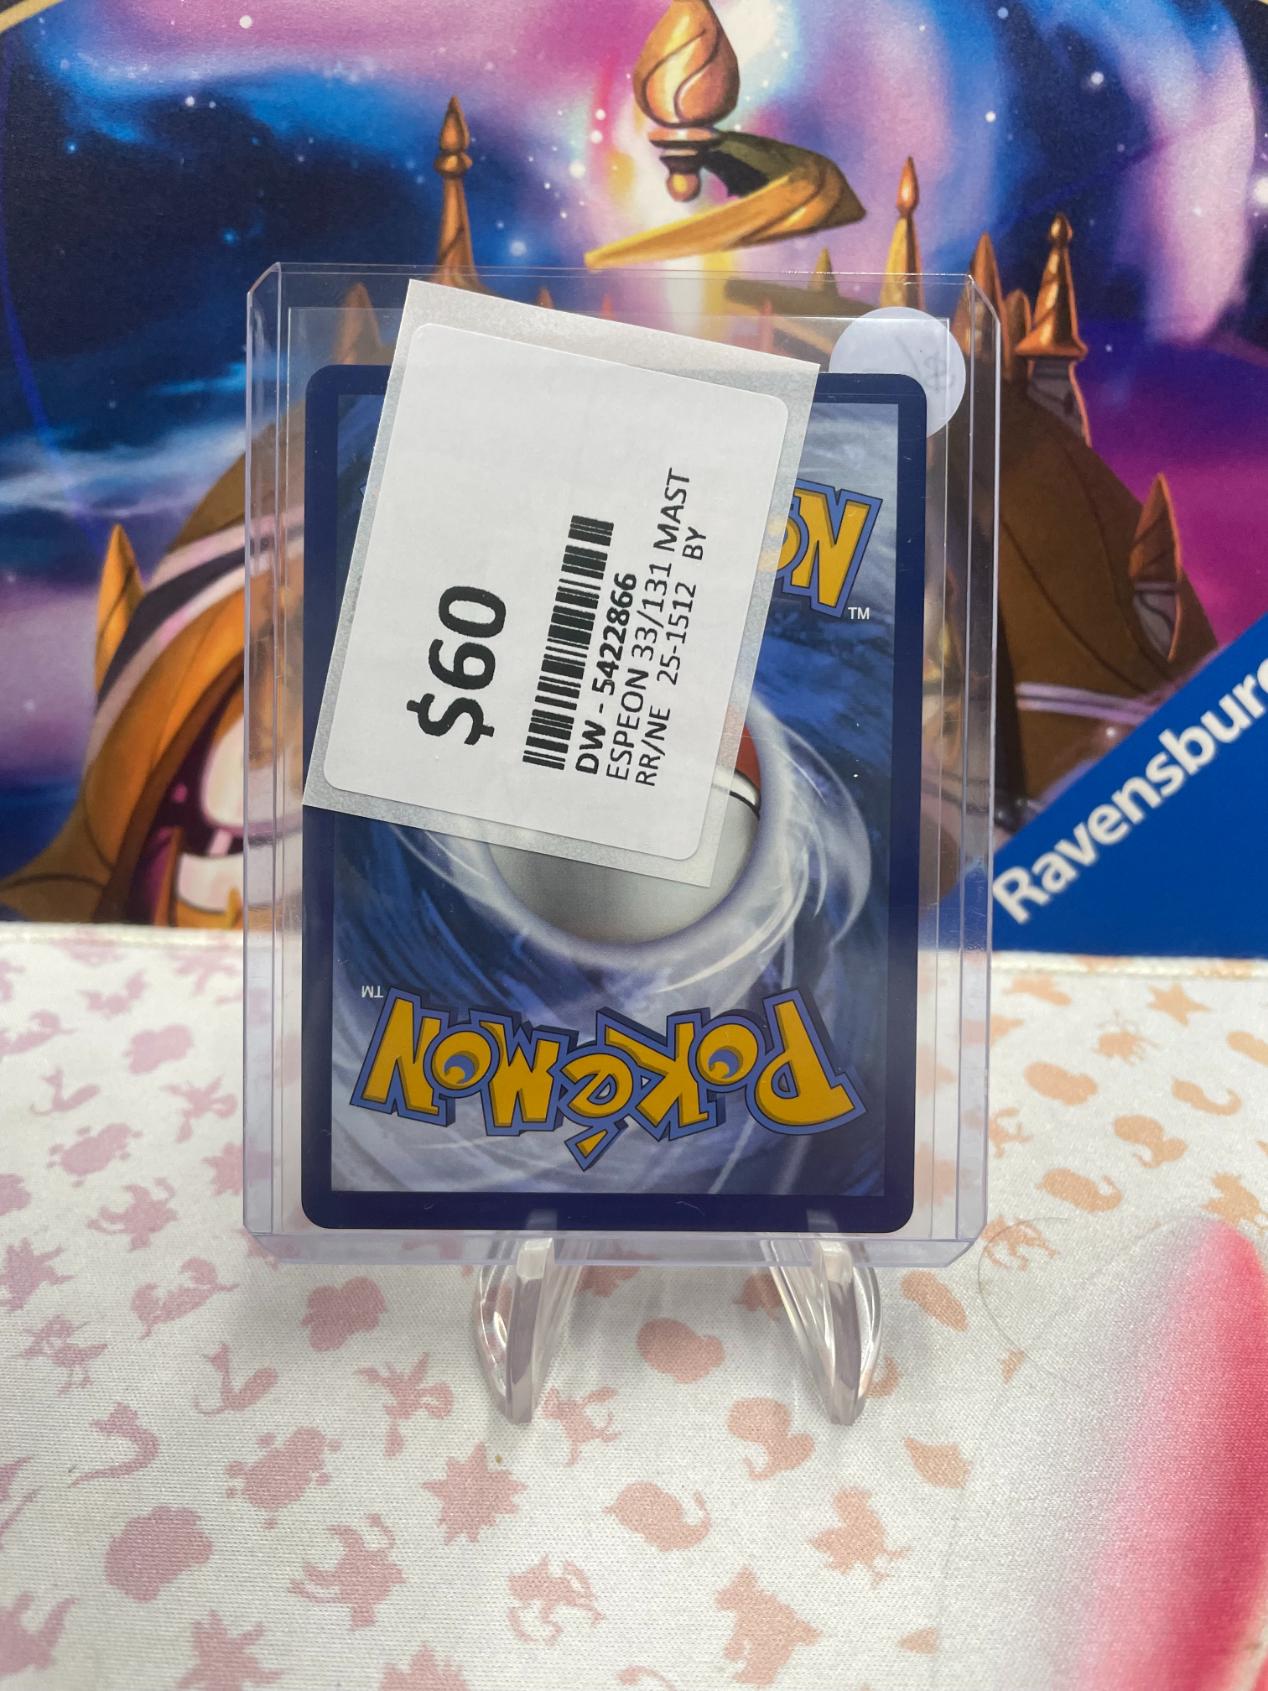 $60
DW - 5422866
ESPEON 33/131 MAST
RR/NE 25-1512 BY
TM
POKéMON
TM
Ravensburg